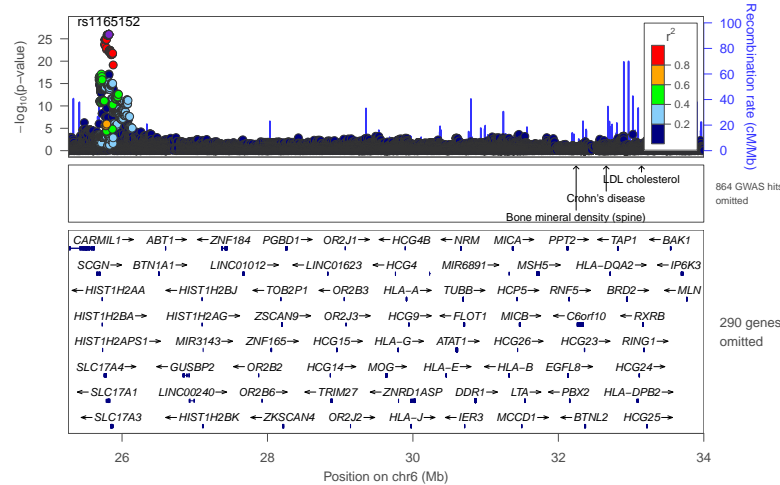 rs1165152
25
20
15
10
5
0
−log10(p−value)
100
80
60
40
20
0
Recombination rate (cM/Mb)
r2
0.8
0.6
0.4
0.2
LDL cholesterol
Crohn's disease
Bone mineral density (spine)
864 GWAS hits
omitted
CARMIL1→ ABT1→ ←ZNF184 PGBD1→ OR2J1→ ←HCG4B ←NRM MICA→ PPT2→ TAP1→ BAK1
SCGN→ BTN1A1→ LINC01012→ ←LINC01623 ←HCG4 MIR6891→ MSH5→ HLA−DQA2→ ←IP6K3
←HIST1H2AA ←HIST1H2BJ ←TOB2P1 ←OR2B3 HLA−A→ TUBB→ HCP5→ RNF5→ BRD2→ ←MLN
←HIST1H2BA ←HIST1H2AG ZSCAN9→ OR2J3→ HCG9→ ←FLOT1 MICB→ ←C6orf10 ←RXRB
HIST1H2APS1→ MIR3143→ ZNF165→ HCG15→ ←HLA−G→ ATAT1→ HCG26→ HCG23→ RING1→
SLC17A4→ ←GUSBP2 OR2B2→ HCG14→ MOG→ ←HLA−E→ ←HLA−B EGFL8→ HCG24→
←SLC17A1 LINC00240→ OR2B6→ ←TRIM27 ZNRD1ASP DDR1→ LTA→ ←PBX2 HLA−DPB2→
←SLC17A3 ←HIST1H2BK ←ZKSCAN4 OR2J2→ HLA−J→ ←IER3 MCCD1→ ←BTNL2 HCG25→
290 genes
omitted
26 28 30 32 34
Position on chr6 (Mb)